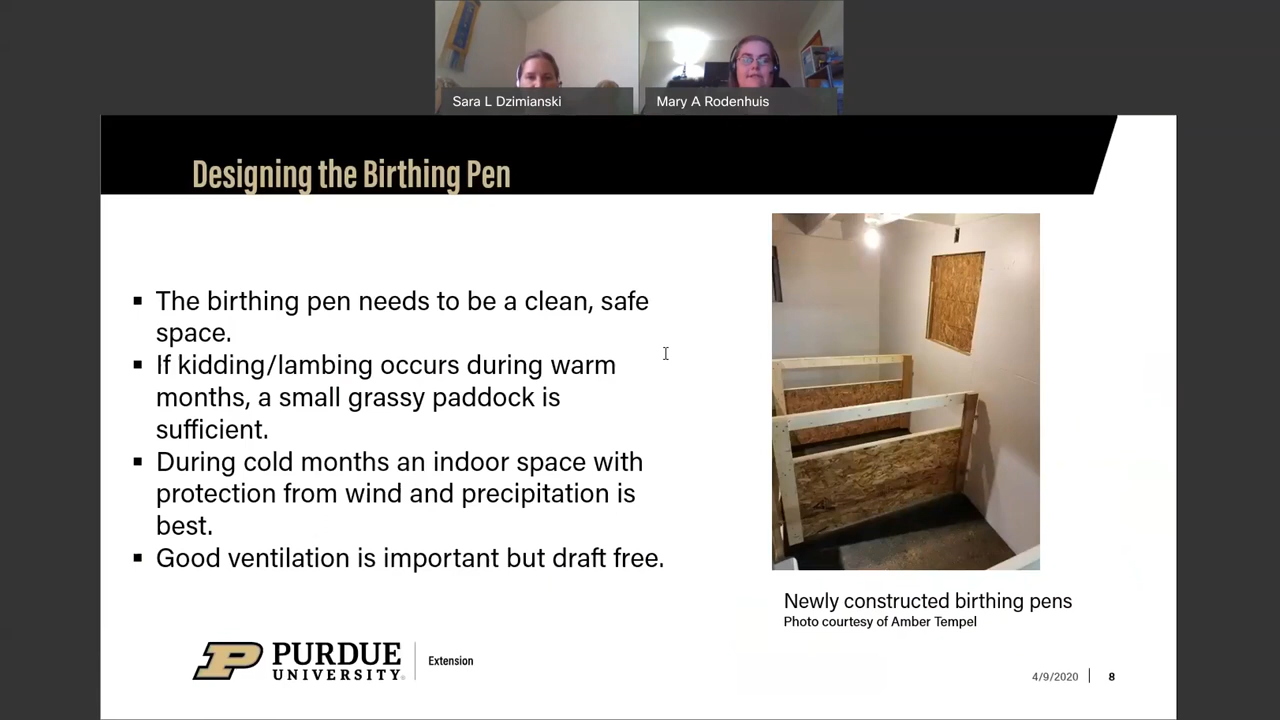 Sara L Dzimianski
Mary A Rodenhuis
Designing the Birthing Pen
▪ The birthing pen needs to be a clean, safe
space.
▪ If kidding/lambing occurs during warm
months, a small grassy paddock is
sufficient.
▪ During cold months an indoor space with
protection from wind and precipitation is
best.
▪ Good ventilation is important but draft free.
Newly constructed birthing pens
Photo courtesy of Amber Tempel
P PURDUE
UNIVERSITY®
Extension
4/9/2020 | 8